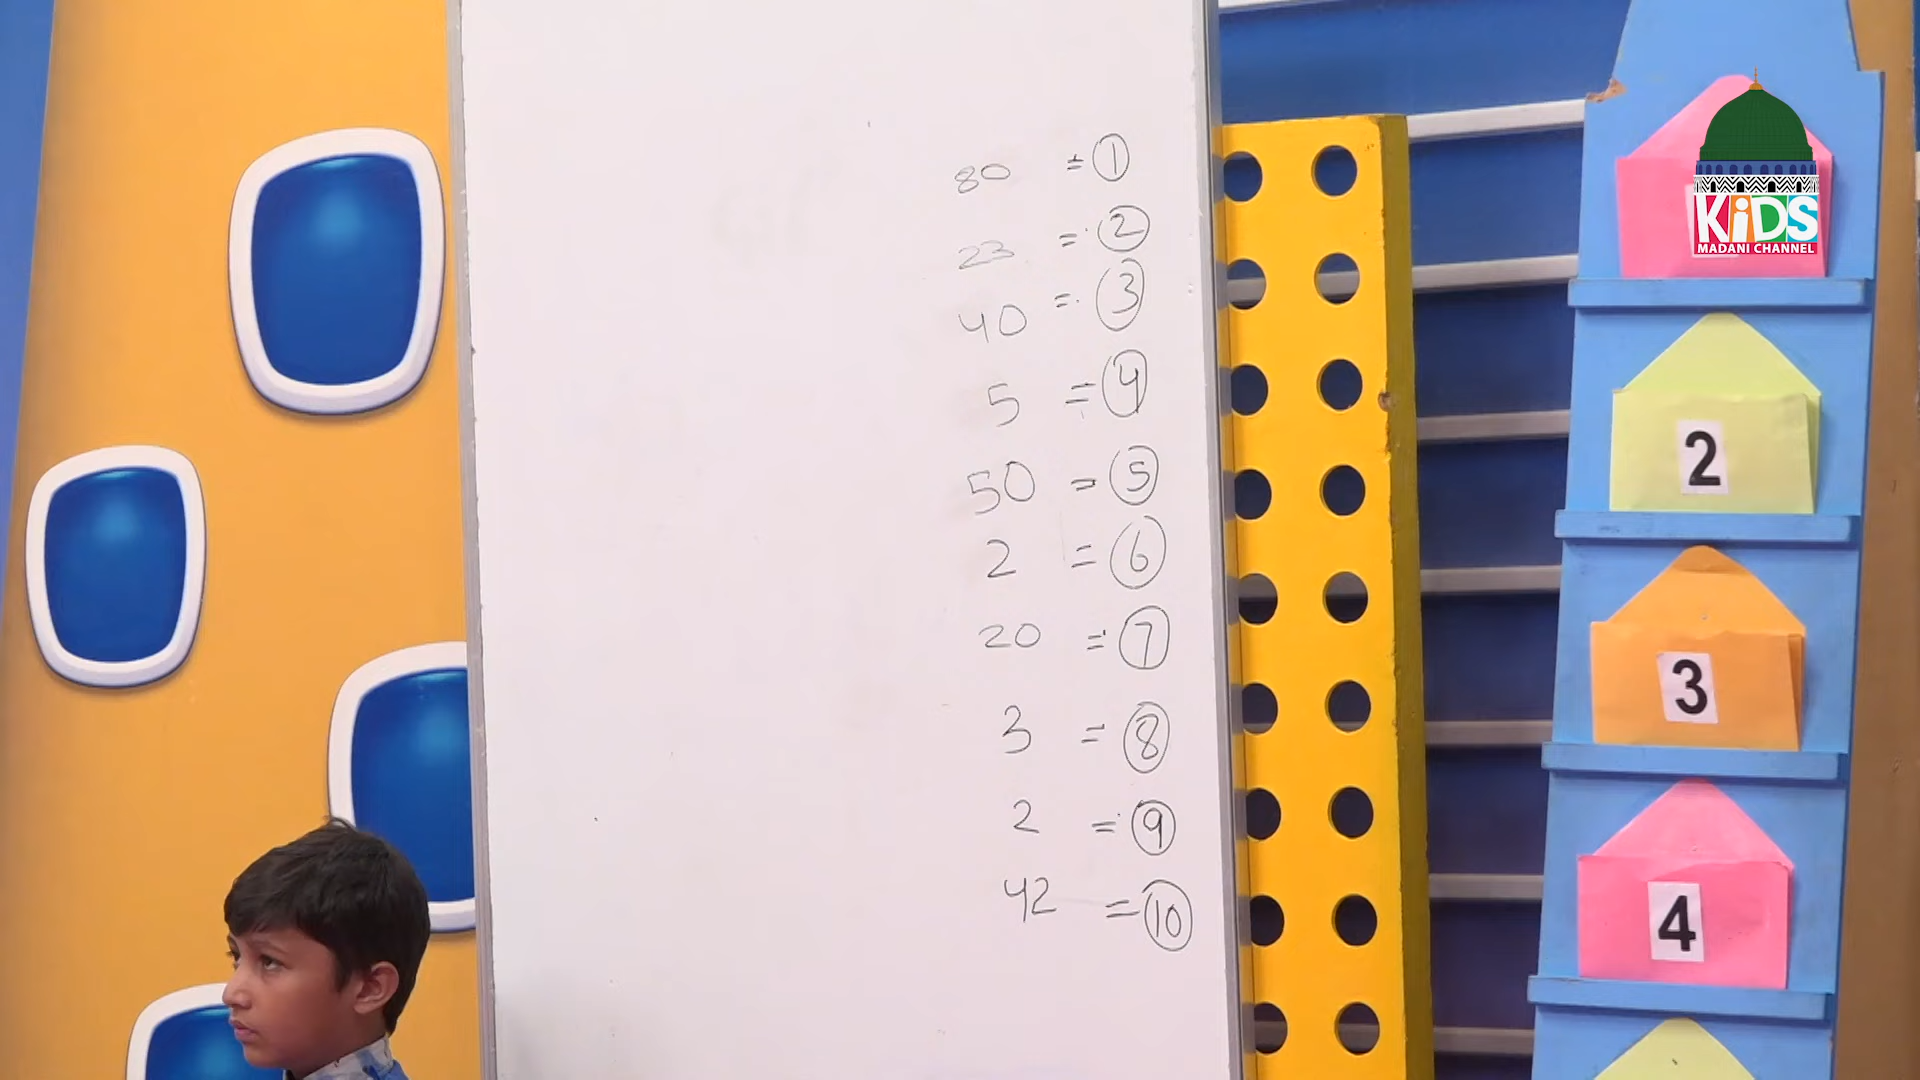 80 = 1
23 = 2
40 = 3
5 = 4
50 = 5
2 = 6
20 = 7
3 = 8
2 = 9
42 = 10
KiDS
MADANI CHANNEL
2
3
4